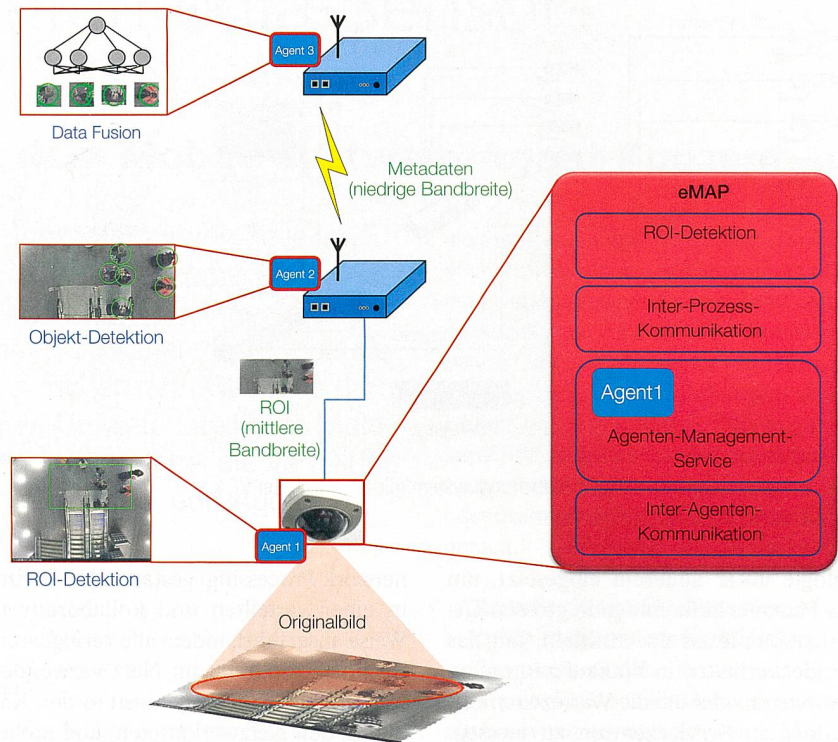 Agent 3
Data Fusion
Metadaten
(niedrige Bandbreite)
Agent 2
Objekt-Detektion
ROI
(mittlere
Bandbreite)
Agent 1
ROI-Detektion
Originalbild
eMAP
ROI-Detektion
Inter-Prozess-
Kommunikation
Agent1
Agenten-Management-
Service
Inter-Agenten-
Kommunikation